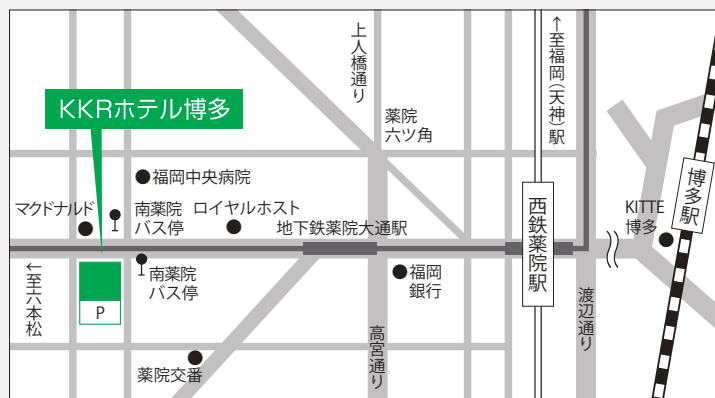 上人橋通り
↑至福岡(天神)駅
KKRホテル博多
薬院
六ツ角
福岡中央病院
マクドナルド
南薬院
バス停
ロイヤルホスト
地下鉄薬院大通駅
西鉄薬院駅
KITTE
博多
博多駅
←至六本松
P
南薬院
バス停
福岡
銀行
渡辺通り
高宮通り
薬院交番